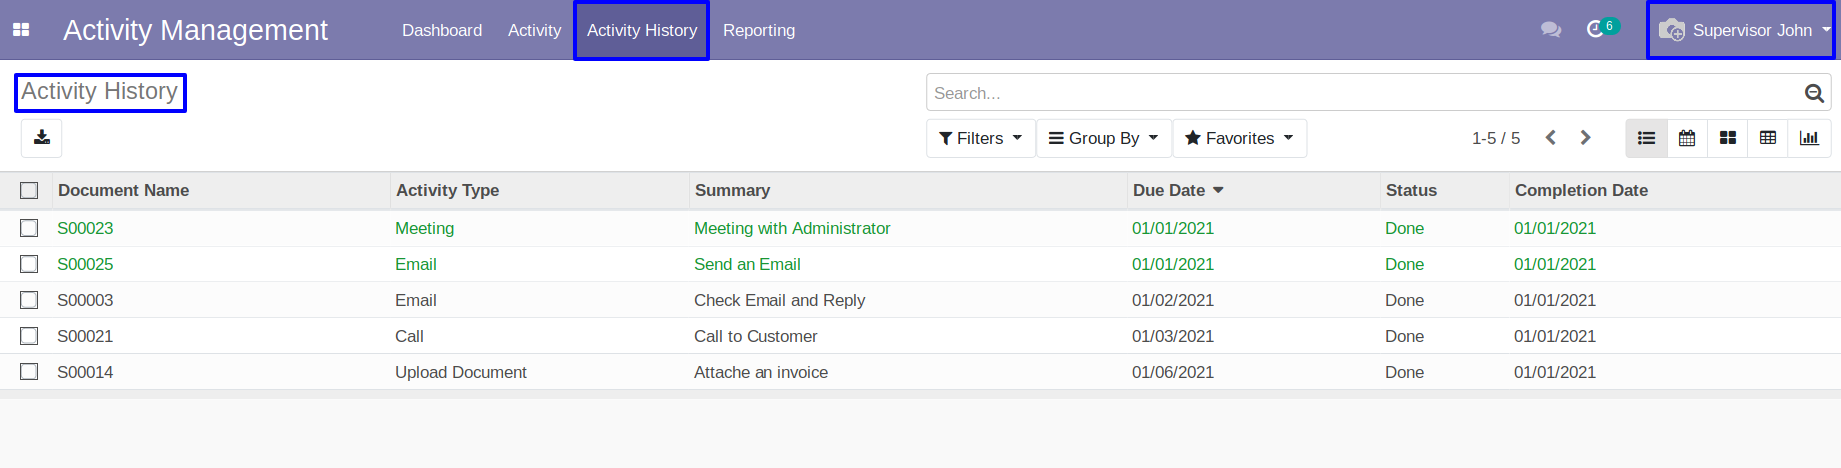 Activity Management Dashboard Activity Activity History Reporting 6 Supervisor John
Activity History
Search...
Filters Group By Favorites 1-5 / 5
Document Name Activity Type Summary Due Date Status Completion Date
S00023 Meeting Meeting with Administrator 01/01/2021 Done 01/01/2021
S00025 Email Send an Email 01/01/2021 Done 01/01/2021
S00003 Email Check Email and Reply 01/02/2021 Done 01/01/2021
S00021 Call Call to Customer 01/03/2021 Done 01/01/2021
S00014 Upload Document Attache an invoice 01/06/2021 Done 01/01/2021